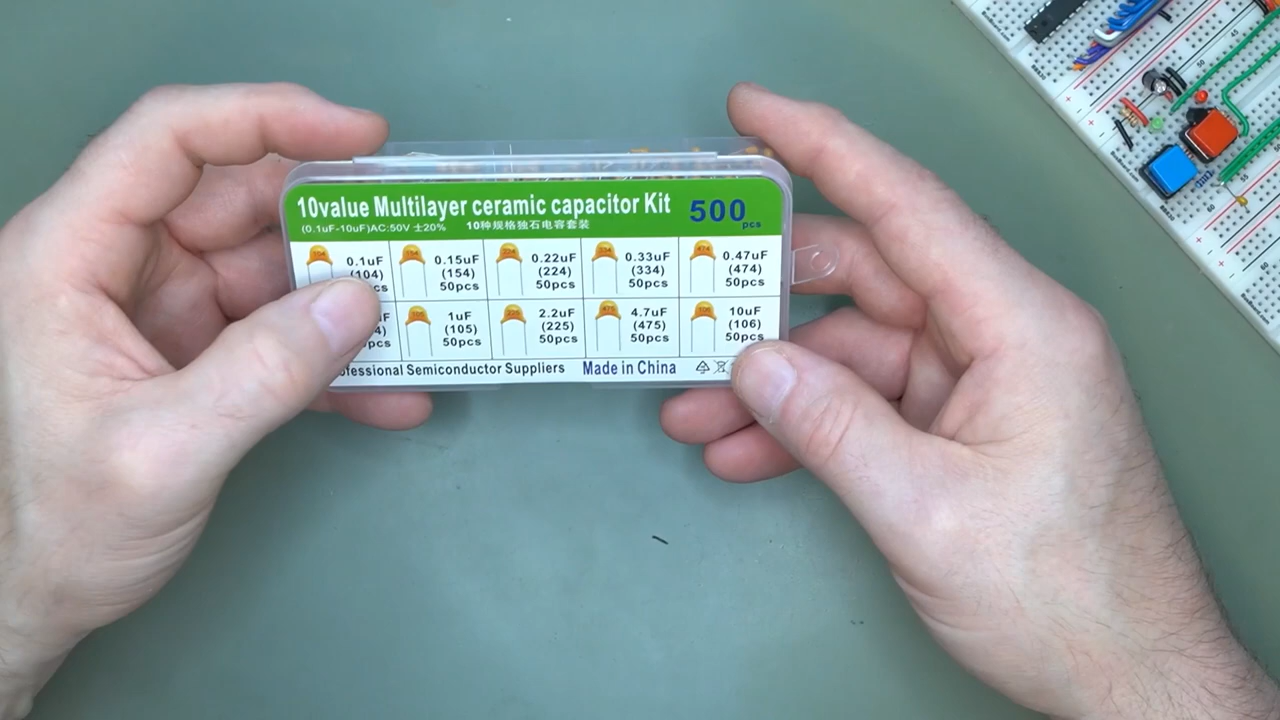 10value Multilayer ceramic capacitor Kit 500 pcs
(0.1uF-10uF)AC:50V ±20% 10种规格独石电容套装
0.1uF
(104)
0.15uF
(154)
50pcs
0.22uF
(224)
50pcs
0.33uF
(334)
50pcs
0.47uF
(474)
50pcs
1uF
(105)
50pcs
2.2uF
(225)
50pcs
4.7uF
(475)
50pcs
10uF
(106)
50pcs
Semiconductor Suppliers Made in China